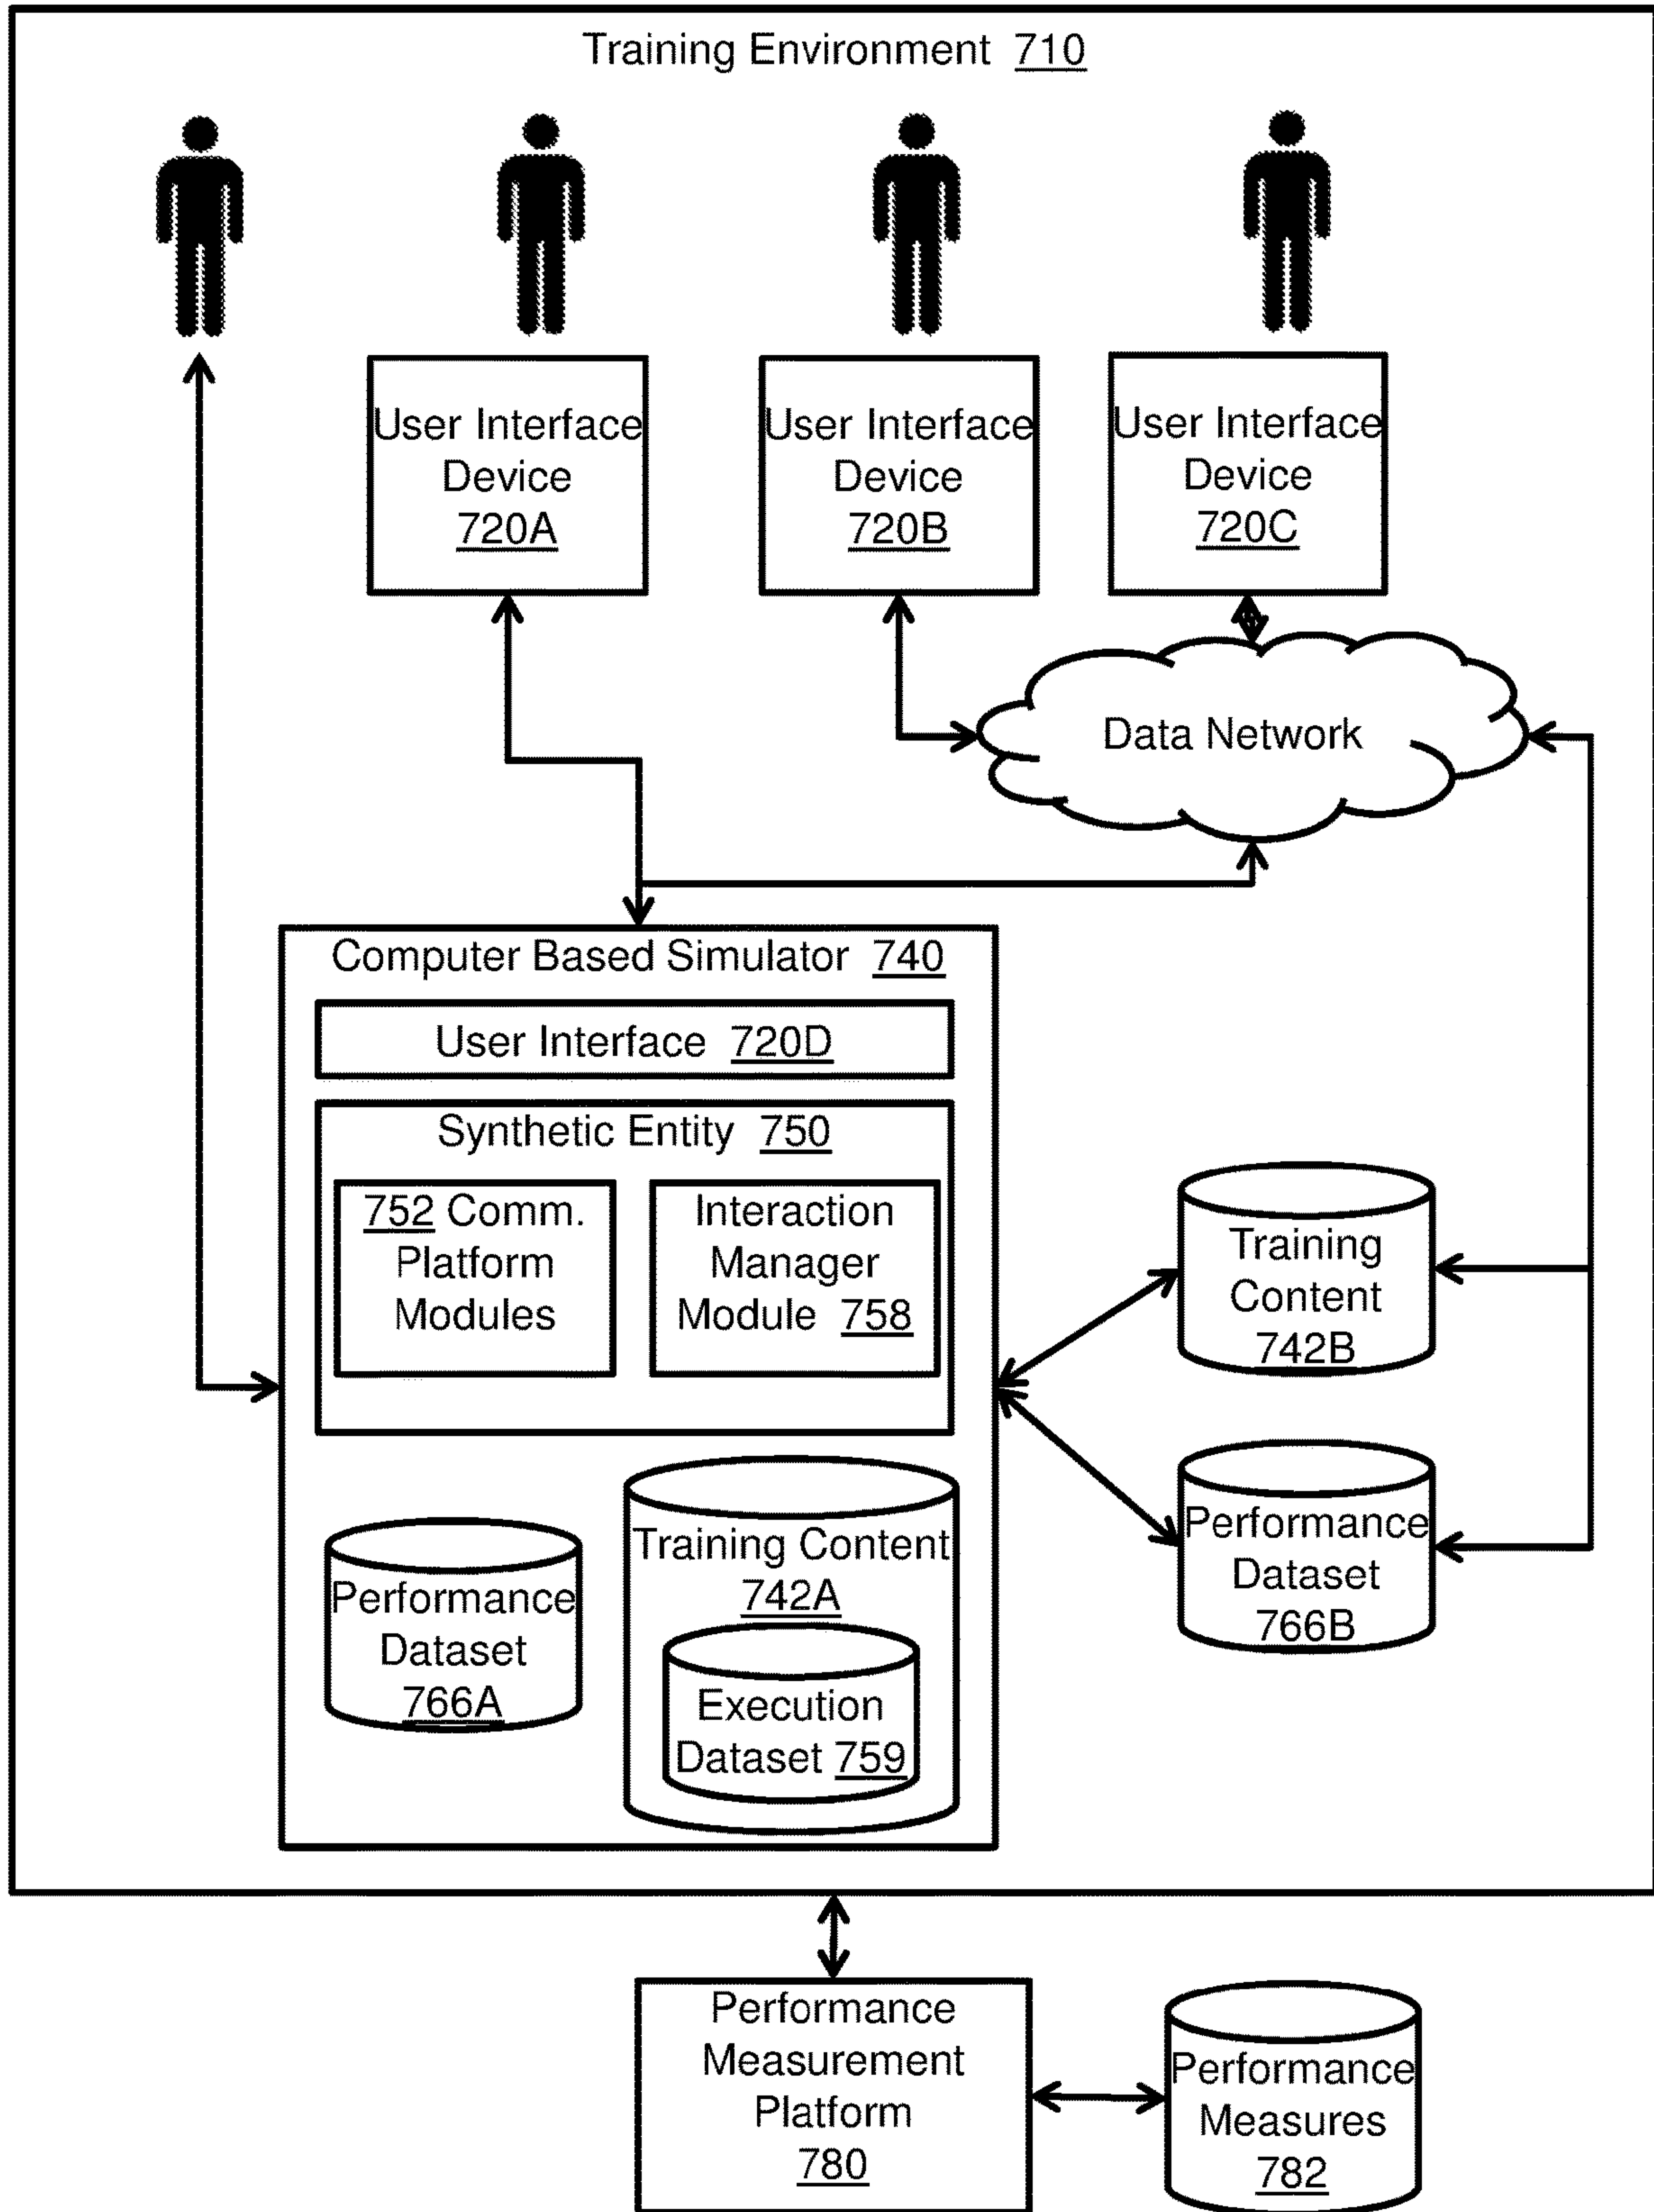 Training Environment 710
User Interface
Device
720A
User Interface
Device
720B
User Interface
Device
720C
Data Network
Computer Based Simulator 740
User Interface 720D
Synthetic Entity 750
752 Comm.
Platform
Modules
Interaction
Manager
Module 758
Training
Content
742B
Performance
Dataset
766B
Training Content
742A
Performance
Dataset
766A
Execution
Dataset 759
Performance
Measurement
Platform
780
Performance
Measures
782